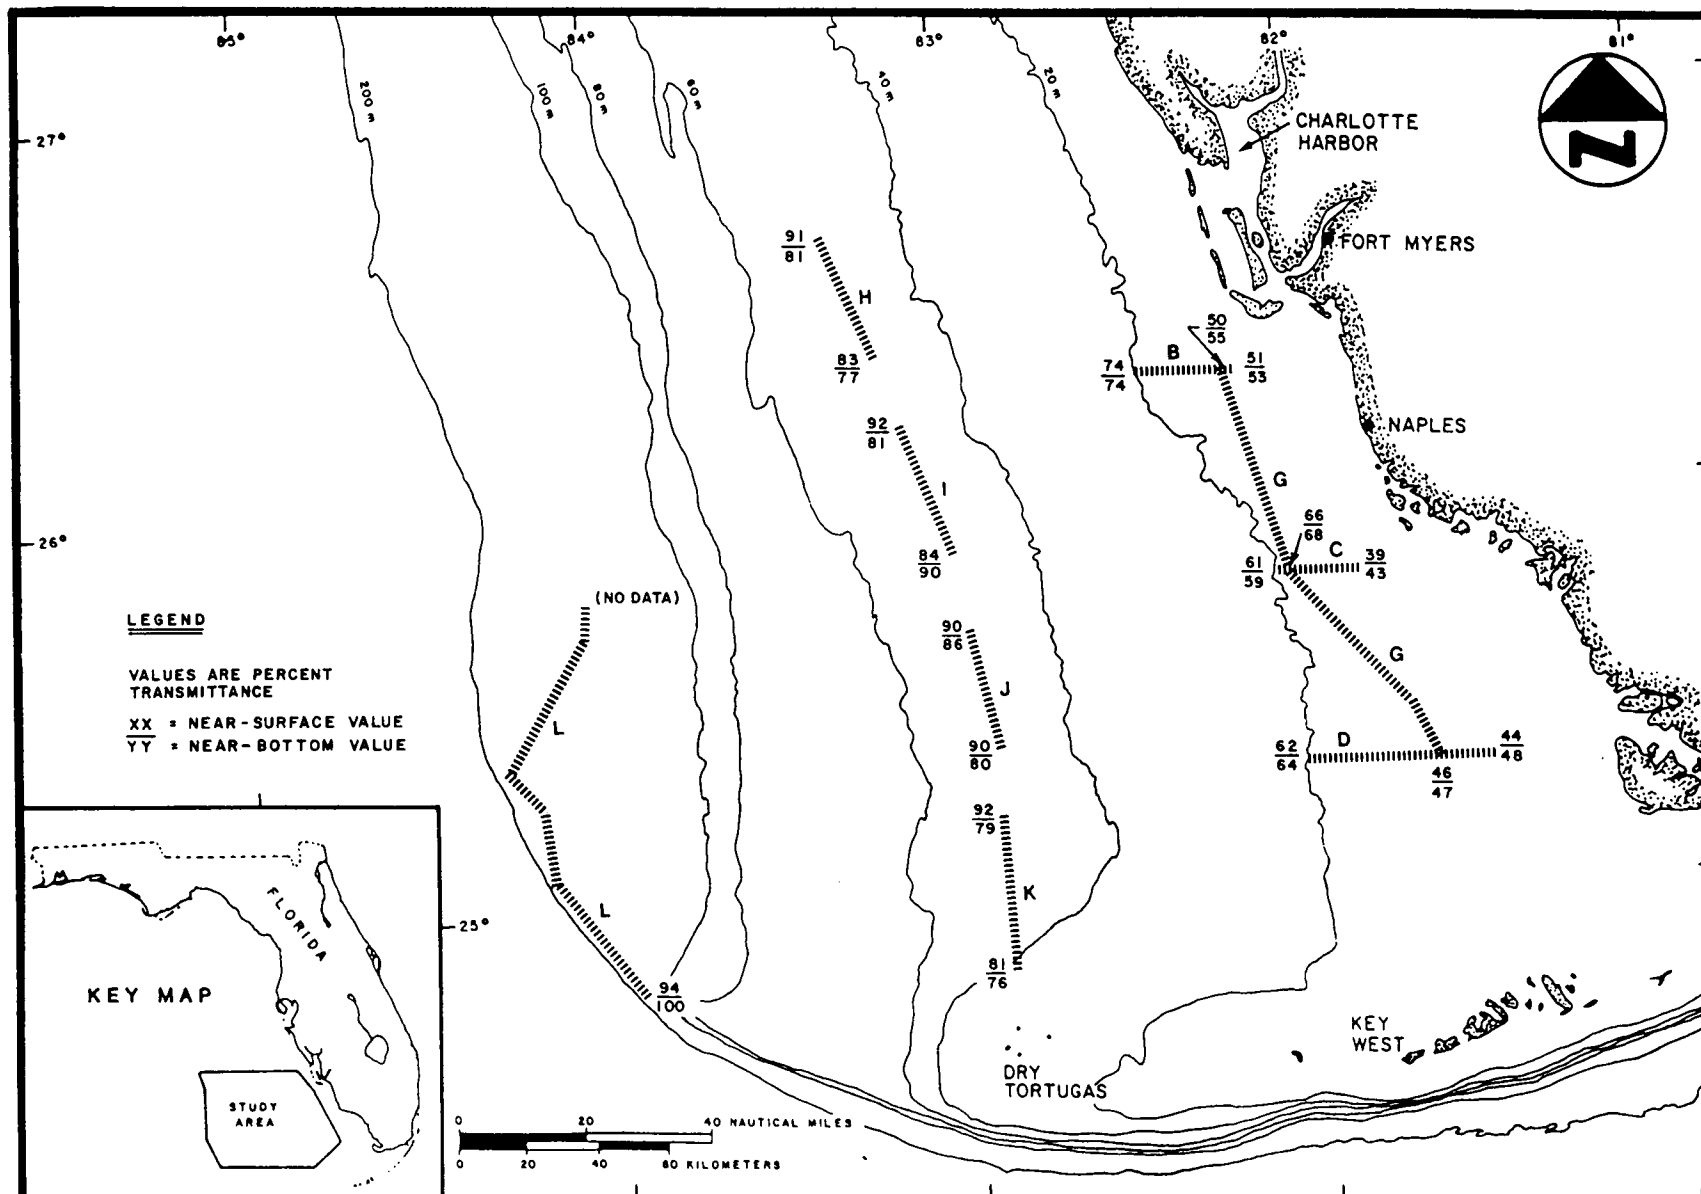 85°
84°
83°
82°
81°
200 m
100 m
80 m
60 m
40 m
20 m
27°
CHARLOTTE
HARBOR
N
91
81
H
83
77
FORT MYERS
50
55
B
74
74
51
53
92
81
I
84
90
NAPLES
G
66
68
26°
61
59
C
39
43
(NO DATA)
LEGEND
VALUES ARE PERCENT
TRANSMITTANCE
XX = NEAR-SURFACE VALUE
YY = NEAR-BOTTOM VALUE
L
90
86
J
90
80
G
62
64
D
44
48
46
47
92
79
K
81
76
25°
L
94
100
FLORIDA
KEY MAP
STUDY
AREA
KEY
WEST
DRY
TORTUGAS
0 20 40 NAUTICAL MILES
0 20 40 60 KILOMETERS